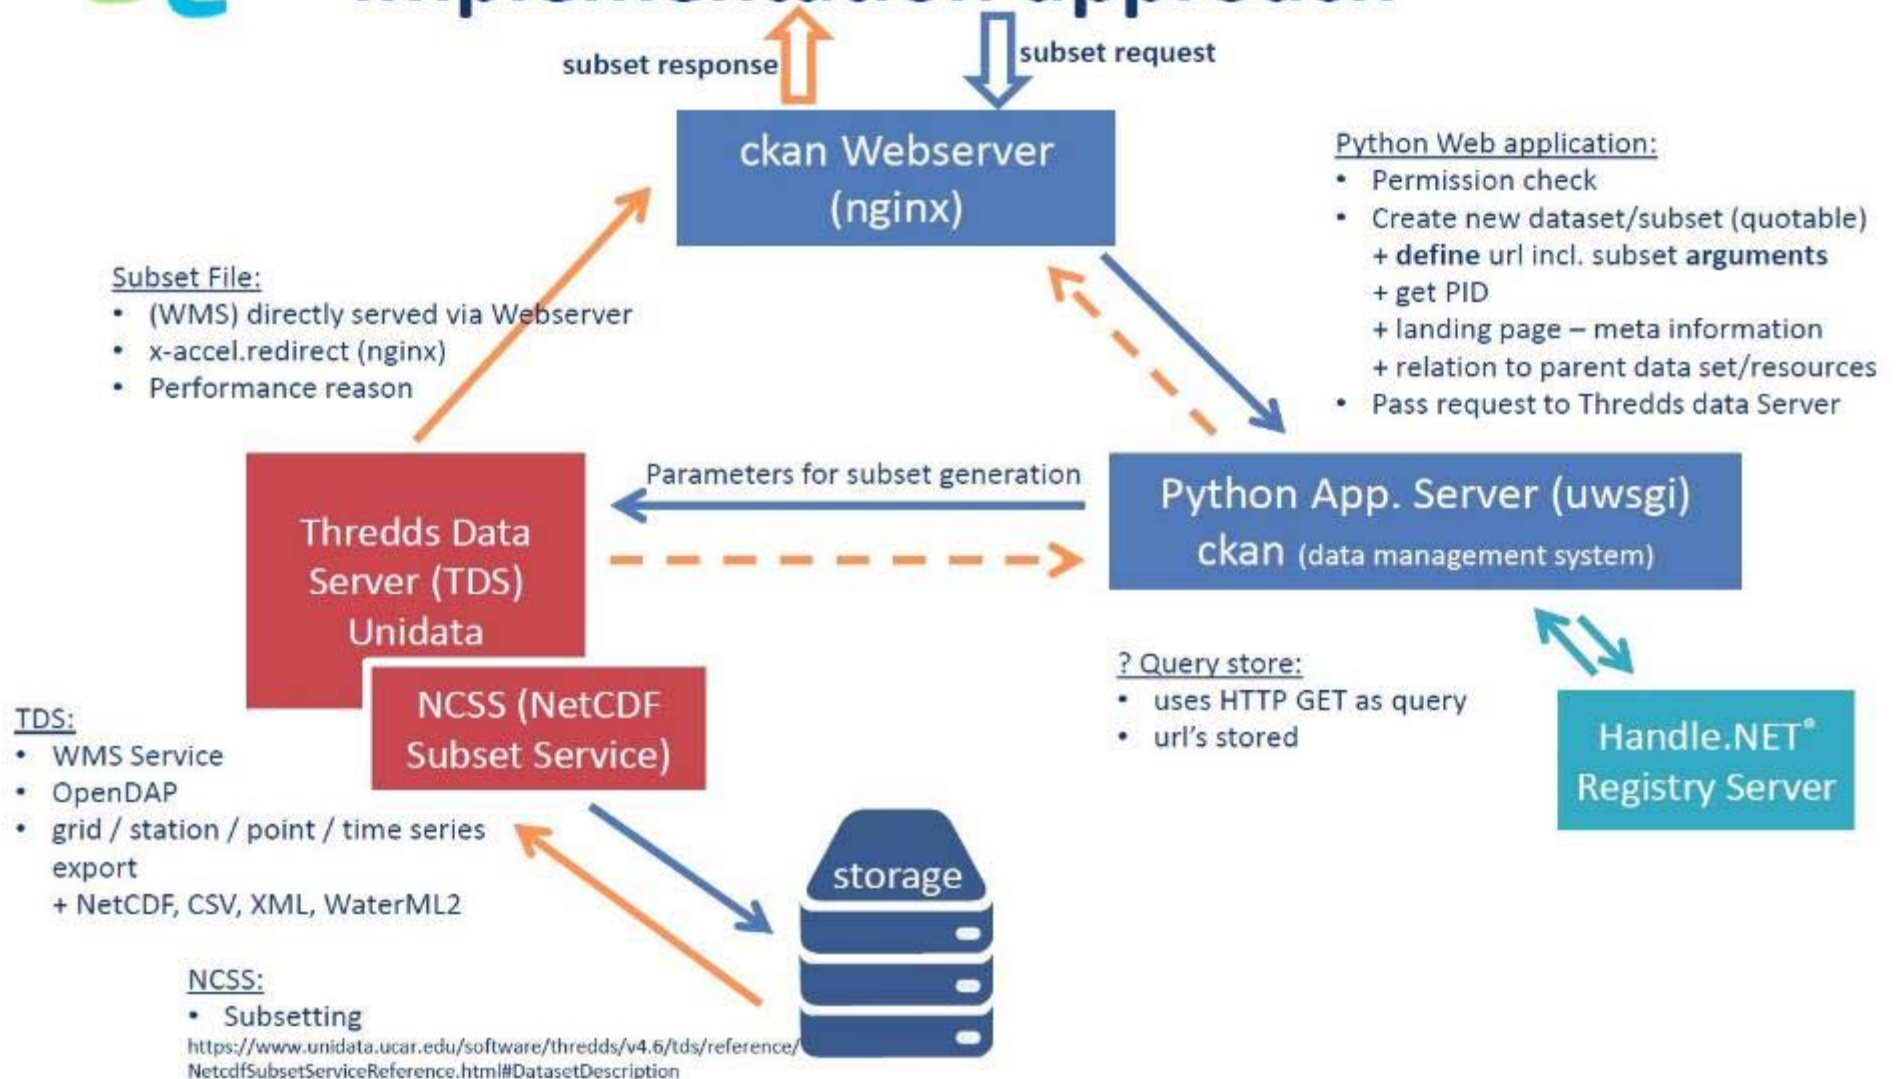 implementation approach
subset response
subset request
ckan Webserver
(nginx)
Python Web application:
• Permission check
• Create new dataset/subset (quotable)
+ define url incl. subset arguments
+ get PID
+ landing page – meta information
+ relation to parent data set/resources
• Pass request to Thredds data Server
Subset File:
• (WMS) directly served via Webserver
• x-accel.redirect (nginx)
• Performance reason
Parameters for subset generation
Python App. Server (uwsgi)
ckan (data management system)
Thredds Data
Server (TDS)
Unidata
NCSS (NetCDF
Subset Service)
? Query store:
• uses HTTP GET as query
• url's stored
Handle.NET®
Registry Server
TDS:
• WMS Service
• OpenDAP
• grid / station / point / time series
export
+ NetCDF, CSV, XML, WaterML2
storage
NCSS:
• Subsetting
https://www.unidata.ucar.edu/software/thredds/v4.6/tds/reference/
NetcdfSubsetServiceReference.html#DatasetDescription